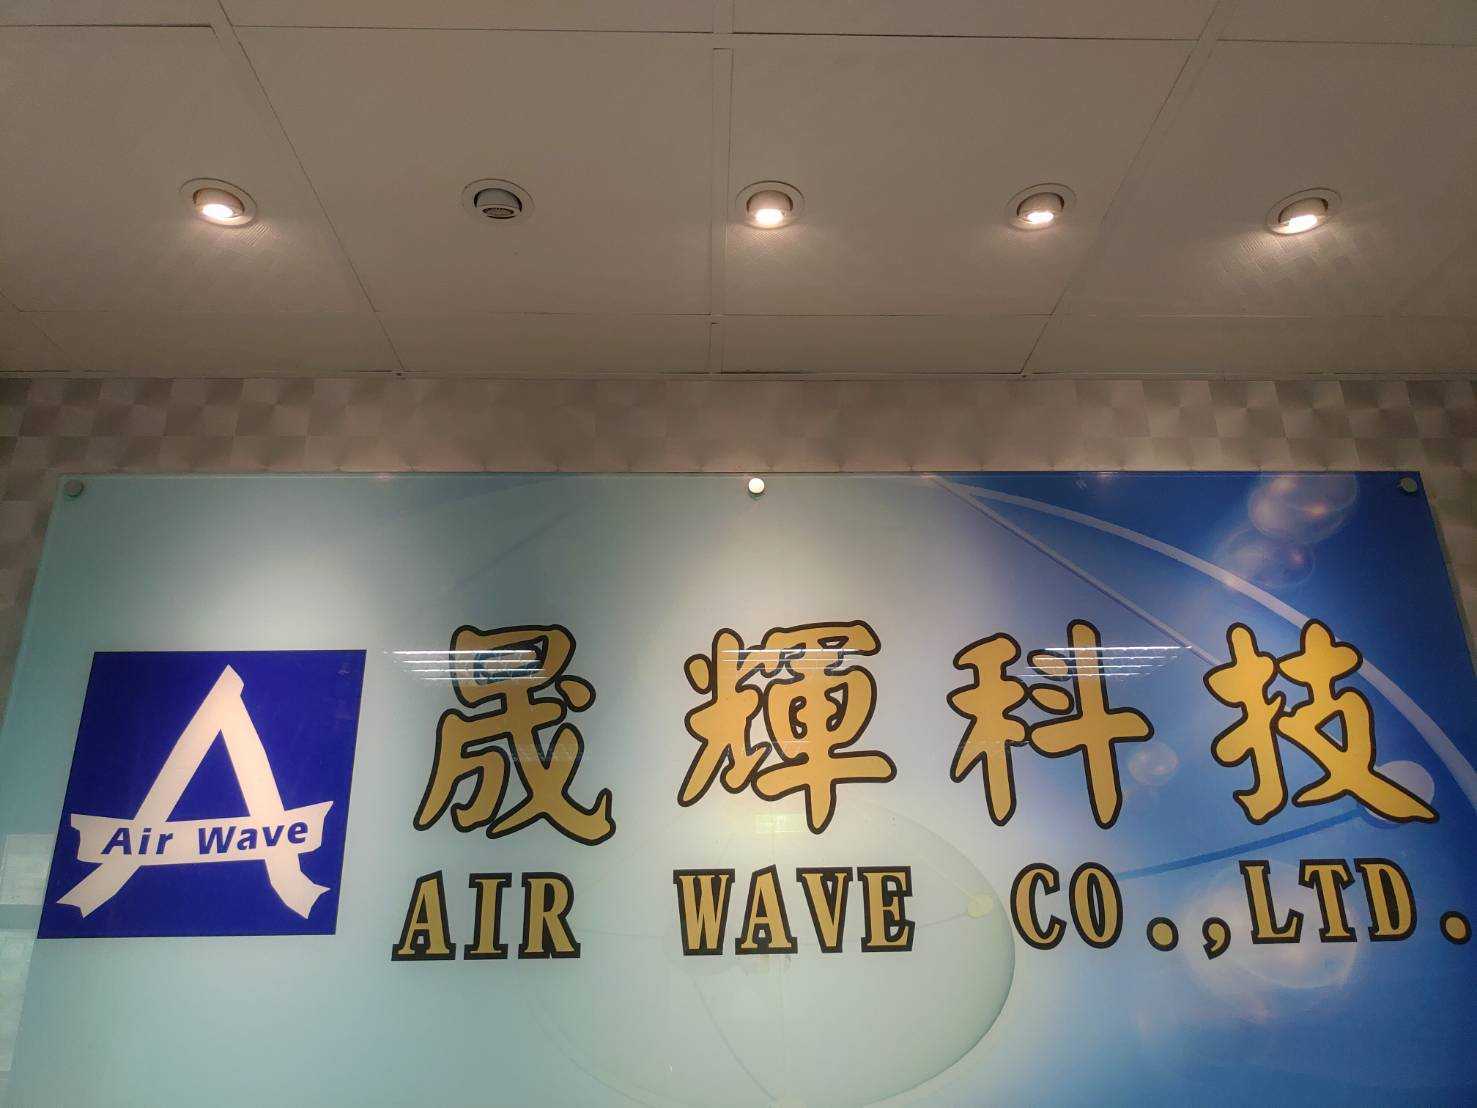 Air Wave
晟輝科技
AIR WAVE CO.,LTD.